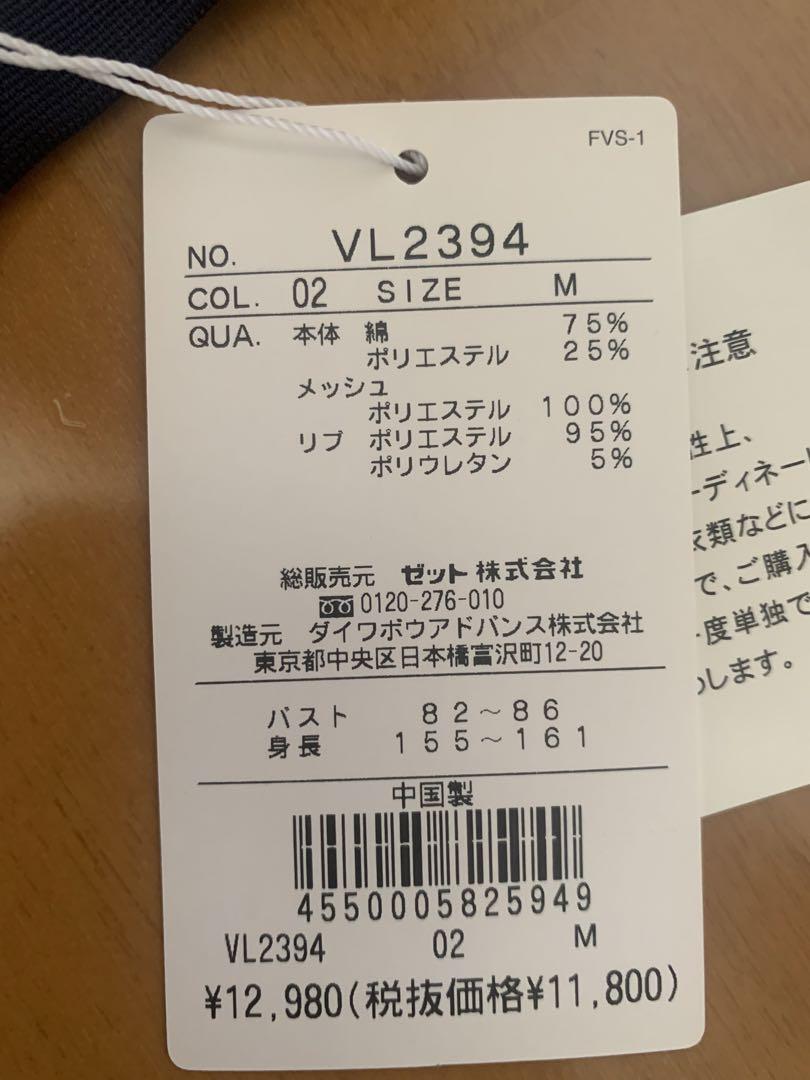 FVS-1
NO. VL2394
COL. 02 SIZE M
QUA. 本体 綿 75%
ポリエステル 25%
メッシュ
ポリエステル 100%
リブ ポリエステル 95%
ポリウレタン 5%
総販売元 ゼット株式会社
0120-276-010
製造元 ダイワボウアドバンス株式会社
東京都中央区日本橋富沢町12-20
バスト 82~86
身長 155~161
中国製
4550005825949
VL2394 02 M
¥12,980(税抜価格¥11,800)
注意
性上、
ーディネー
衣類などに
で、ご購入
度単独で
します。